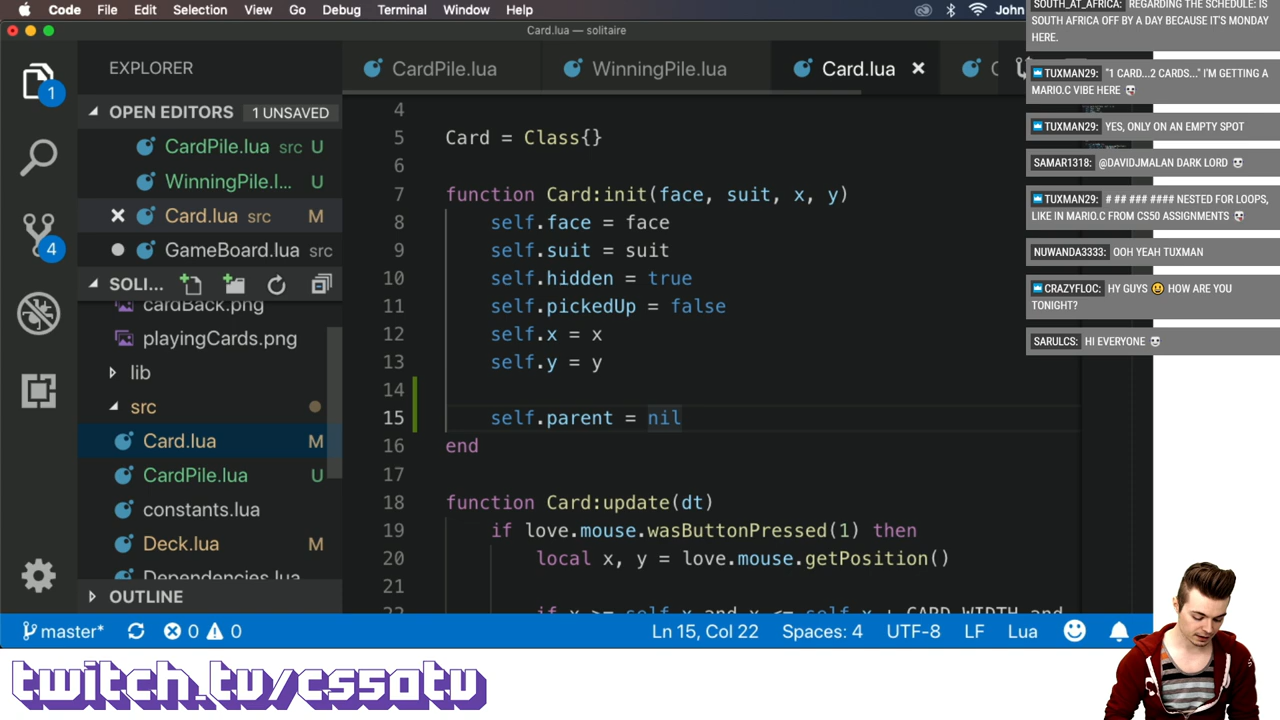 Code File Edit Selection View Go Debug Terminal Window Help
John
Card.lua — solitaire
EXPLORER
OPEN EDITORS 1 UNSAVED
CardPile.lua src U
WinningPile.l... U
Card.lua src M
GameBoard.lua src
SOLI...
cardBack.png
playingCards.png
lib
src
Card.lua M
CardPile.lua U
constants.lua
Deck.lua M
Dependencies.lua
OUTLINE
1
4
CardPile.lua WinningPile.lua Card.lua
4
5 Card = Class{}
6
7 function Card:init(face, suit, x, y)
8 self.face = face
9 self.suit = suit
10 self.hidden = true
11 self.pickedUp = false
12 self.x = x
13 self.y = y
14
15 self.parent = nil
16 end
17
18 function Card:update(dt)
19 if love.mouse.wasButtonPressed(1) then
20 local x, y = love.mouse.getPosition()
21
22 if x >= self.x and x <= self.x + CARD_WIDTH and
master* 0 0 Ln 15, Col 22 Spaces: 4 UTF-8 LF Lua
SOUTH_AT_AFRICA: REGARDING THE SCHEDULE: IS
SOUTH AFRICA OFF BY A DAY BECAUSE IT'S MONDAY
HERE.
TUXMAN29: "1 CARD...2 CARDS..." I'M GETTING A
MARIO.C VIBE HERE
TUXMAN29: YES, ONLY ON AN EMPTY SPOT
SAMAR1318: @DAVIDJMALAN DARK LORD
TUXMAN29: # ## ### #### NESTED FOR LOOPS,
LIKE IN MARIO.C FROM CS50 ASSIGNMENTS
NUWANDA3333: OOH YEAH TUXMAN
CRAZYFLOC: HY GUYS 😃 HOW ARE YOU
TONIGHT?
SARULCS: HI EVERYONE
twitch.tv/cs50tv